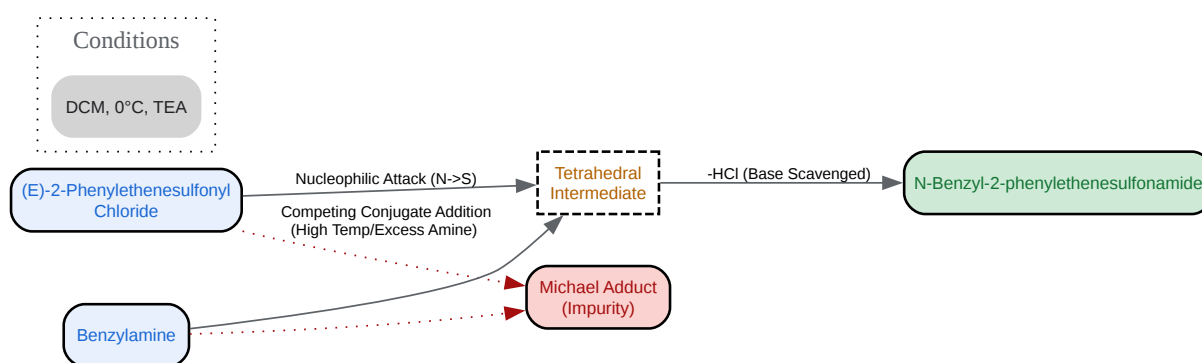 Conditions
DCM, 0°C, TEA
(E)-2-Phenylethenesulfonyl
Chloride
Nucleophilic Attack (N->S)
Tetrahedral
Intermediate
-HCl (Base Scavenged)
N-Benzyl-2-phenylethenesulfonamide
Competing Conjugate Addition
(High Temp/Excess Amine)
Michael Adduct
(Impurity)
Benzylamine